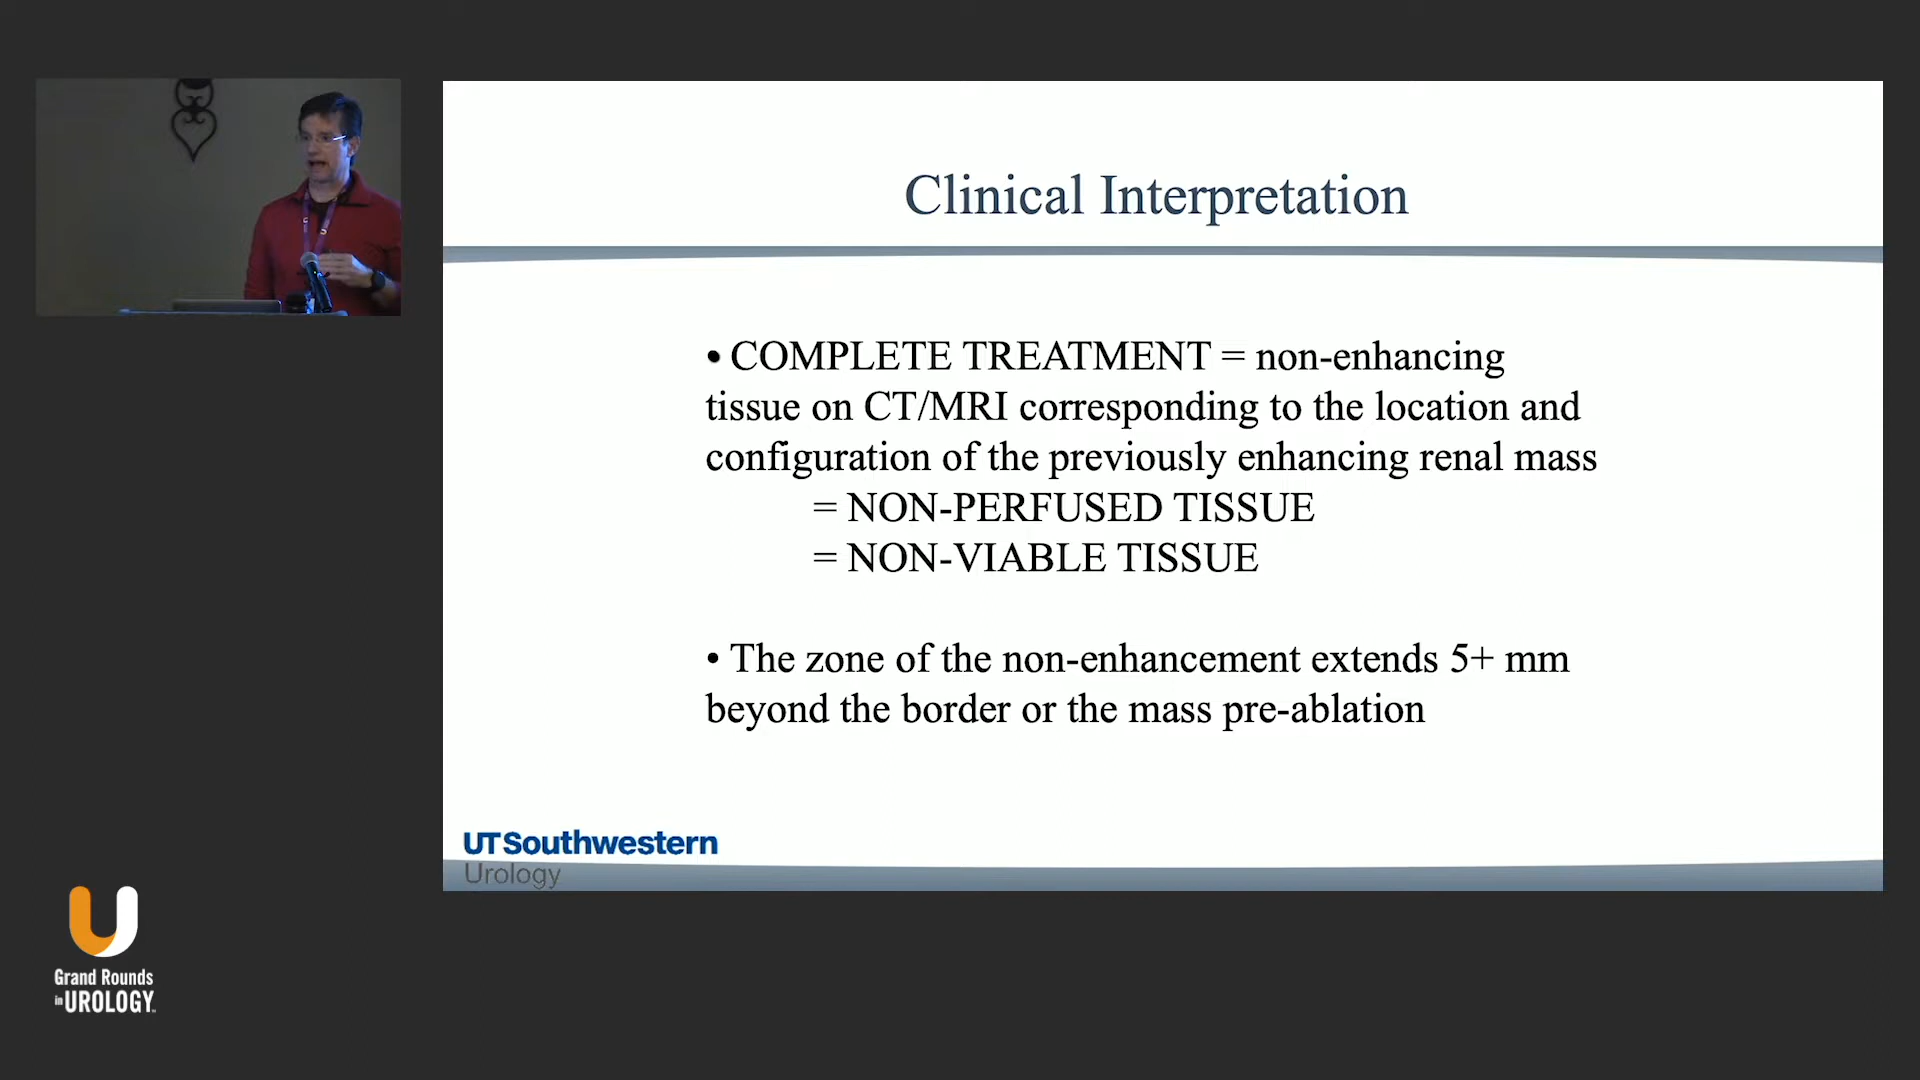 Clinical Interpretation
• COMPLETE TREATMENT = non-enhancing
tissue on CT/MRI corresponding to the location and
configuration of the previously enhancing renal mass
= NON-PERFUSED TISSUE
= NON-VIABLE TISSUE
• The zone of the non-enhancement extends 5+ mm
beyond the border or the mass pre-ablation
UTSouthwestern
Urology
Grand Rounds
in UROLOGY